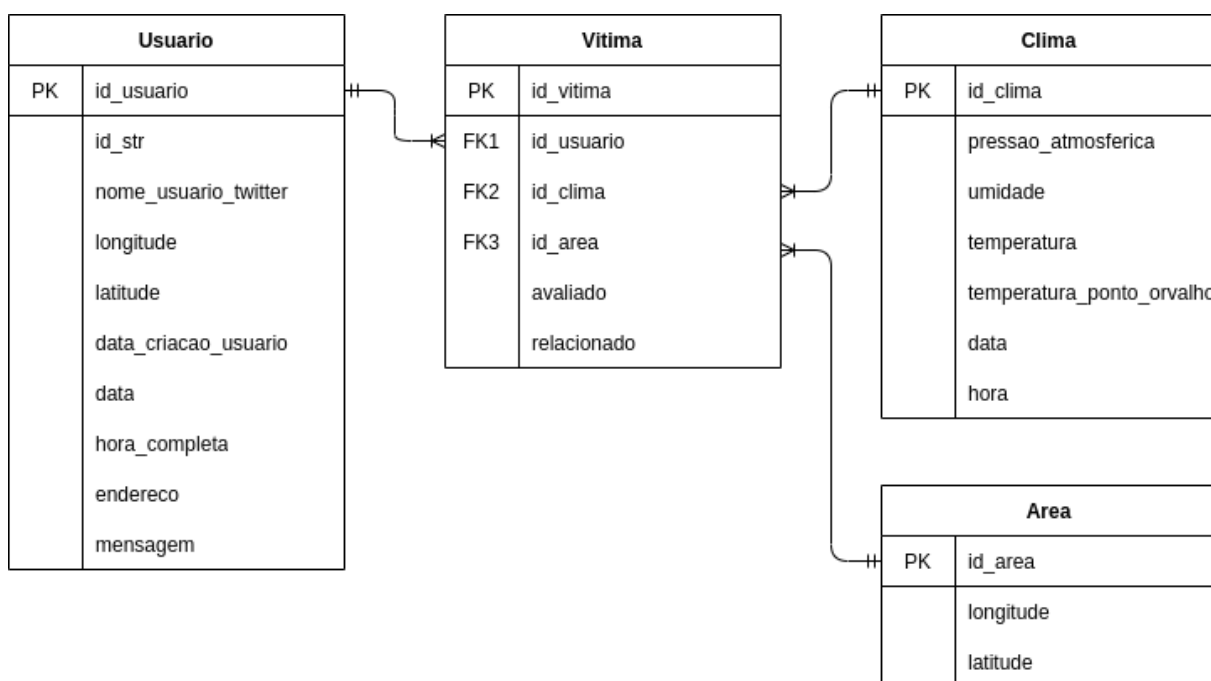 Usuario
PK id_usuario
id_str
nome_usuario_twitter
longitude
latitude
data_criacao_usuario
data
hora_completa
endereco
mensagem
Vitima
PK id_vitima
FK1 id_usuario
FK2 id_clima
FK3 id_area
avaliado
relacionado
Clima
PK id_clima
pressao_atmosferica
umidade
temperatura
temperatura_ponto_orvalho
data
hora
Area
PK id_area
longitude
latitude